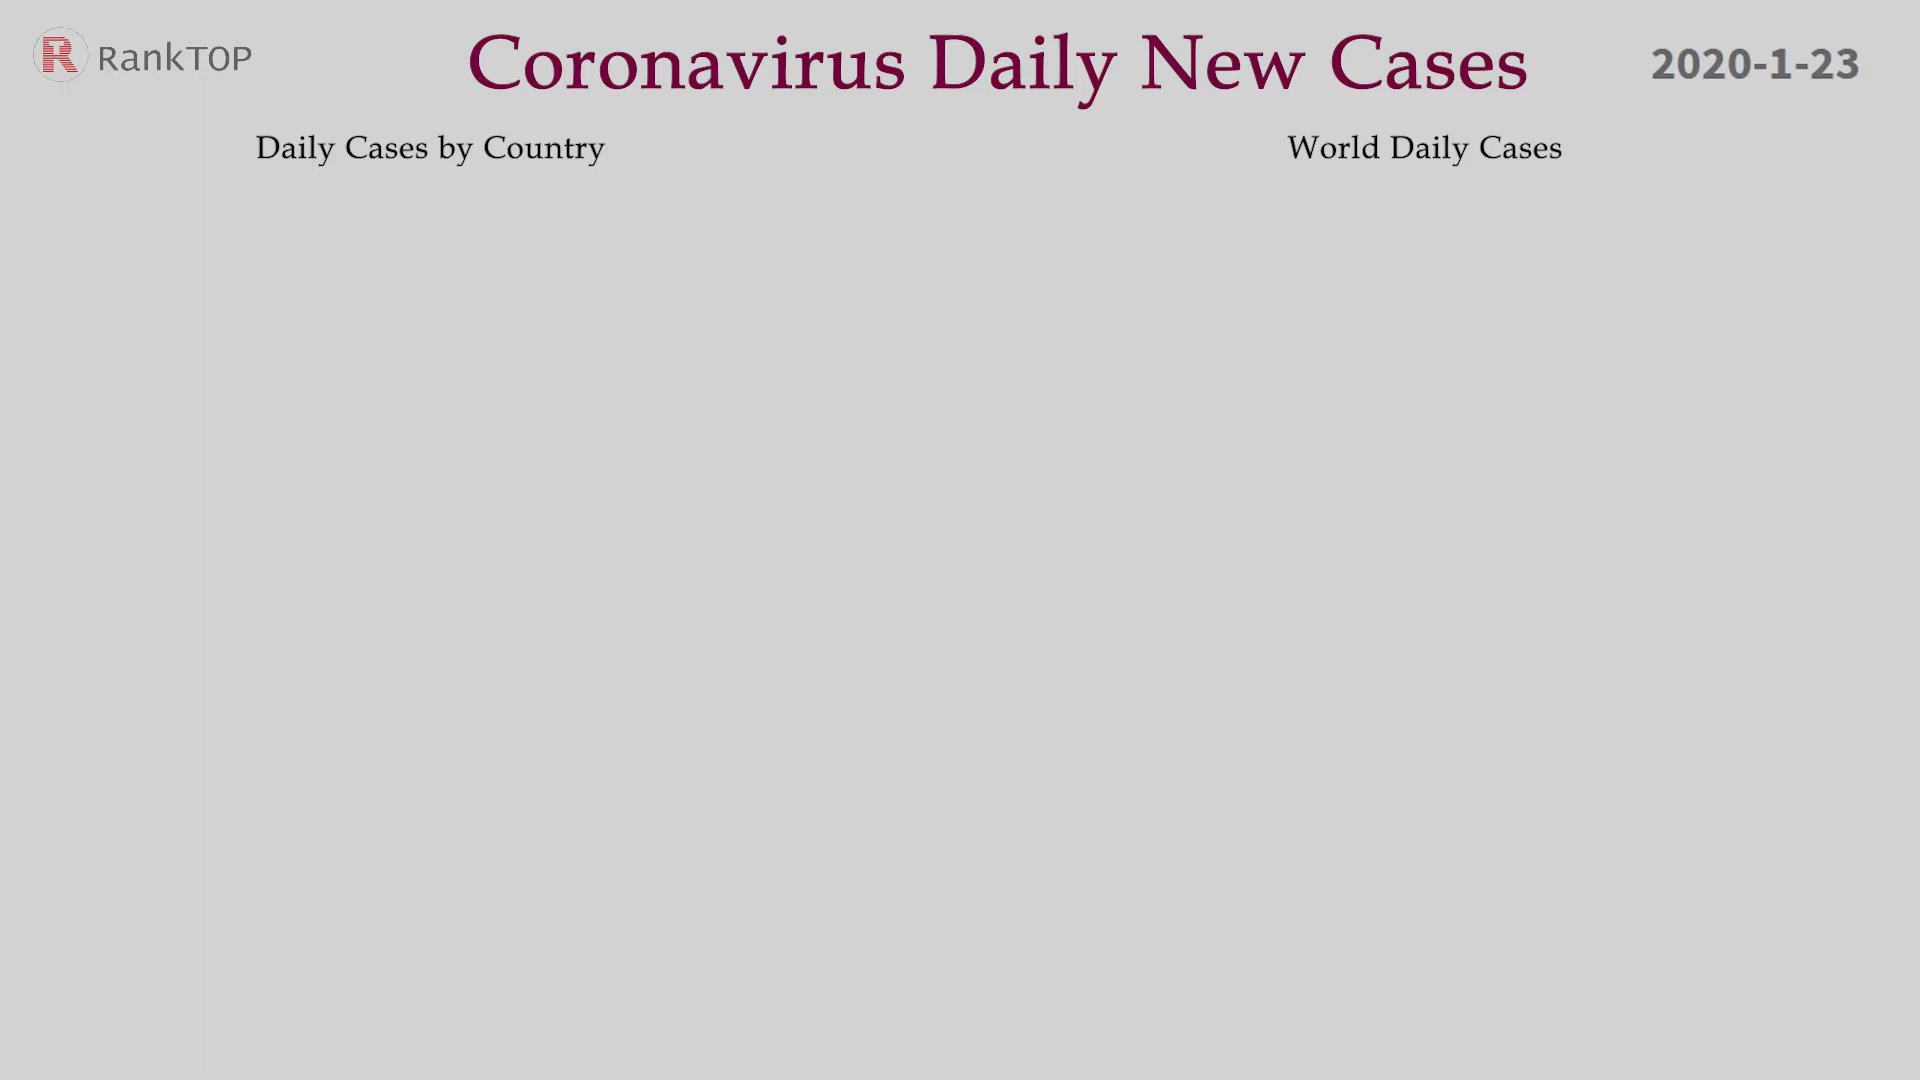 RankTOP
Coronavirus Daily New Cases
2020-1-23
Daily Cases by Country
World Daily Cases